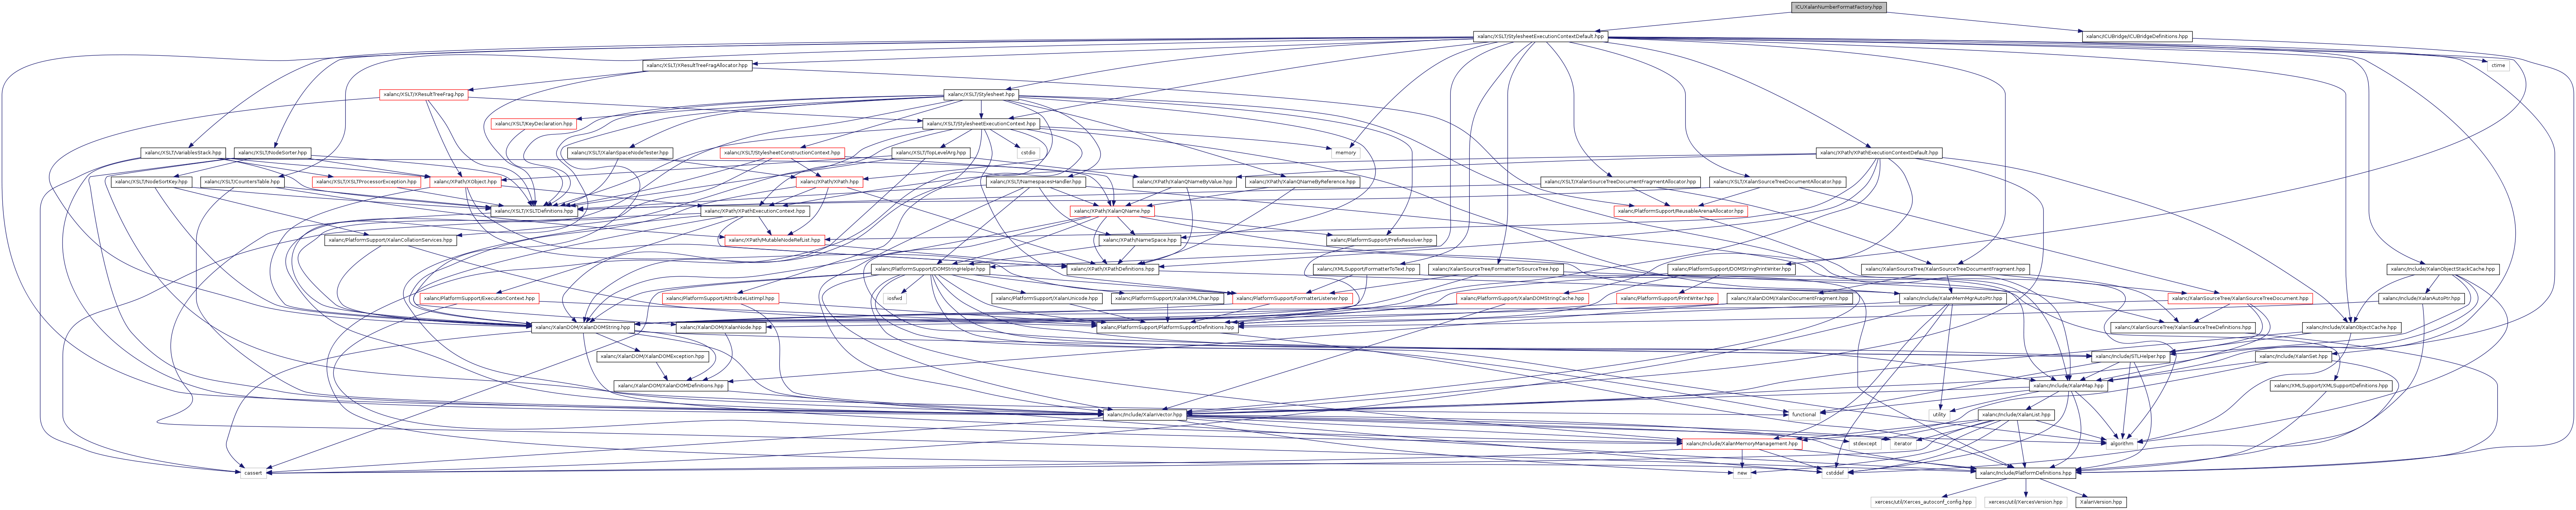 ICUXalanNumberFormatFactory.hpp
xalanc/XSLT/StylesheetExecutionContextDefault.hpp
xalanc/ICUBridge/ICUBridgeDefinitions.hpp
xalanc/XSLT/XResultTreeFragAllocator.hpp
ctime
xalanc/XSLT/XResultTreeFrag.hpp
xalanc/XSLT/Stylesheet.hpp
xalanc/XSLT/KeyDeclaration.hpp
xalanc/XSLT/StylesheetExecutionContext.hpp
xalanc/XSLT/VariablesStack.hpp
xalanc/XSLT/NodeSorter.hpp
xalanc/XSLT/XalanSpaceNodeTester.hpp
xalanc/XSLT/StylesheetConstructionContext.hpp
xalanc/XSLT/TopLevelArg.hpp
cstdio
memory
xalanc/XPath/XPathExecutionContextDefault.hpp
xalanc/XSLT/NodeSortKey.hpp
xalanc/XSLT/CountersTable.hpp
xalanc/XSLT/XSLTProcessorException.hpp
xalanc/XPath/XObject.hpp
xalanc/XPath/XPath.hpp
xalanc/XSLT/NamespacesHandler.hpp
xalanc/XPath/XalanQNameByValue.hpp
xalanc/XPath/XalanQNameByReference.hpp
xalanc/XSLT/XalanSourceTreeDocumentFragmentAllocator.hpp
xalanc/XSLT/XalanSourceTreeDocumentAllocator.hpp
xalanc/XSLT/XSLTDefinitions.hpp
xalanc/XPath/XPathExecutionContext.hpp
xalanc/XPath/XalanQName.hpp
xalanc/PlatformSupport/ReusableArenaAllocator.hpp
xalanc/PlatformSupport/XalanCollationServices.hpp
xalanc/XPath/MutableNodeRefList.hpp
xalanc/XPath/NameSpace.hpp
xalanc/PlatformSupport/PrefixResolver.hpp
xalanc/PlatformSupport/DOMStringHelper.hpp
xalanc/XPath/XPathDefinitions.hpp
xalanc/XMLSupport/FormatterToText.hpp
xalanc/XalanSourceTree/FormatterToSourceTree.hpp
xalanc/PlatformSupport/DOMStringPrintWriter.hpp
xalanc/XalanSourceTree/XalanSourceTreeDocumentFragment.hpp
xalanc/Include/XalanObjectStackCache.hpp
xalanc/PlatformSupport/ExecutionContext.hpp
xalanc/PlatformSupport/AttributeListImpl.hpp
iosfwd
xalanc/PlatformSupport/XalanUnicode.hpp
xalanc/PlatformSupport/XalanXMLChar.hpp
xalanc/PlatformSupport/FormatterListener.hpp
xalanc/PlatformSupport/XalanDOMStringCache.hpp
xalanc/PlatformSupport/PrintWriter.hpp
xalanc/XalanDOM/XalanDocumentFragment.hpp
xalanc/Include/XalanMemMgrAutoPtr.hpp
xalanc/XalanSourceTree/XalanSourceTreeDocument.hpp
xalanc/Include/XalanAutoPtr.hpp
xalanc/XalanDOM/XalanDOMString.hpp
xalanc/XalanDOM/XalanNode.hpp
xalanc/PlatformSupport/PlatformSupportDefinitions.hpp
xalanc/XalanSourceTree/XalanSourceTreeDefinitions.hpp
xalanc/Include/XalanObjectCache.hpp
xalanc/XalanDOM/XalanDOMException.hpp
xalanc/Include/STLHelper.hpp
xalanc/Include/XalanSet.hpp
xalanc/XalanDOM/XalanDOMDefinitions.hpp
xalanc/Include/XalanMap.hpp
xalanc/XMLSupport/XMLSupportDefinitions.hpp
xalanc/Include/XalanVector.hpp
functional
utility
xalanc/Include/XalanList.hpp
xalanc/Include/XalanMemoryManagement.hpp
stdexcept
iterator
algorithm
cassert
new
cstddef
xalanc/Include/PlatformDefinitions.hpp
xercesc/util/Xerces_autoconf_config.hpp
xercesc/util/XercesVersion.hpp
XalanVersion.hpp